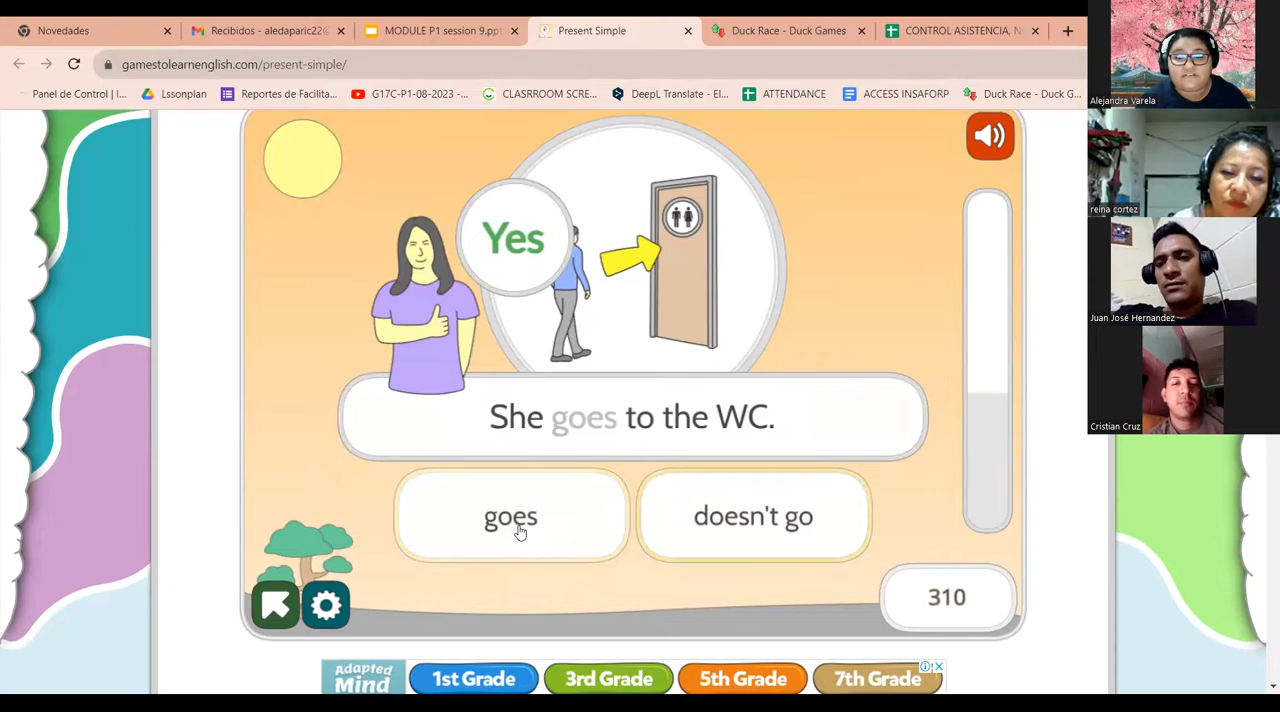 Novedades
Recibidos - aledaparic22@
MODULE P1 session 9.ppt
Present Simple
Duck Race - Duck Games
CONTROL ASISTENCIA, N
gamestolearnenglish.com/present-simple/
Panel de Control | I...
Lssonplan
Reportes de Facilita...
G17C-P1-08-2023 -...
CLASSROOM SCRE...
DeepL Translate - El...
ATTENDANCE
ACCESS INSAFORP
Duck Race - Duck G...
Alejandra Varela
reina cortez
Juan José Hernandez
Cristian Cruz
Yes
She goes to the WC.
goes
doesn't go
310
Adapted
Mind
1st Grade
3rd Grade
5th Grade
7th Grade